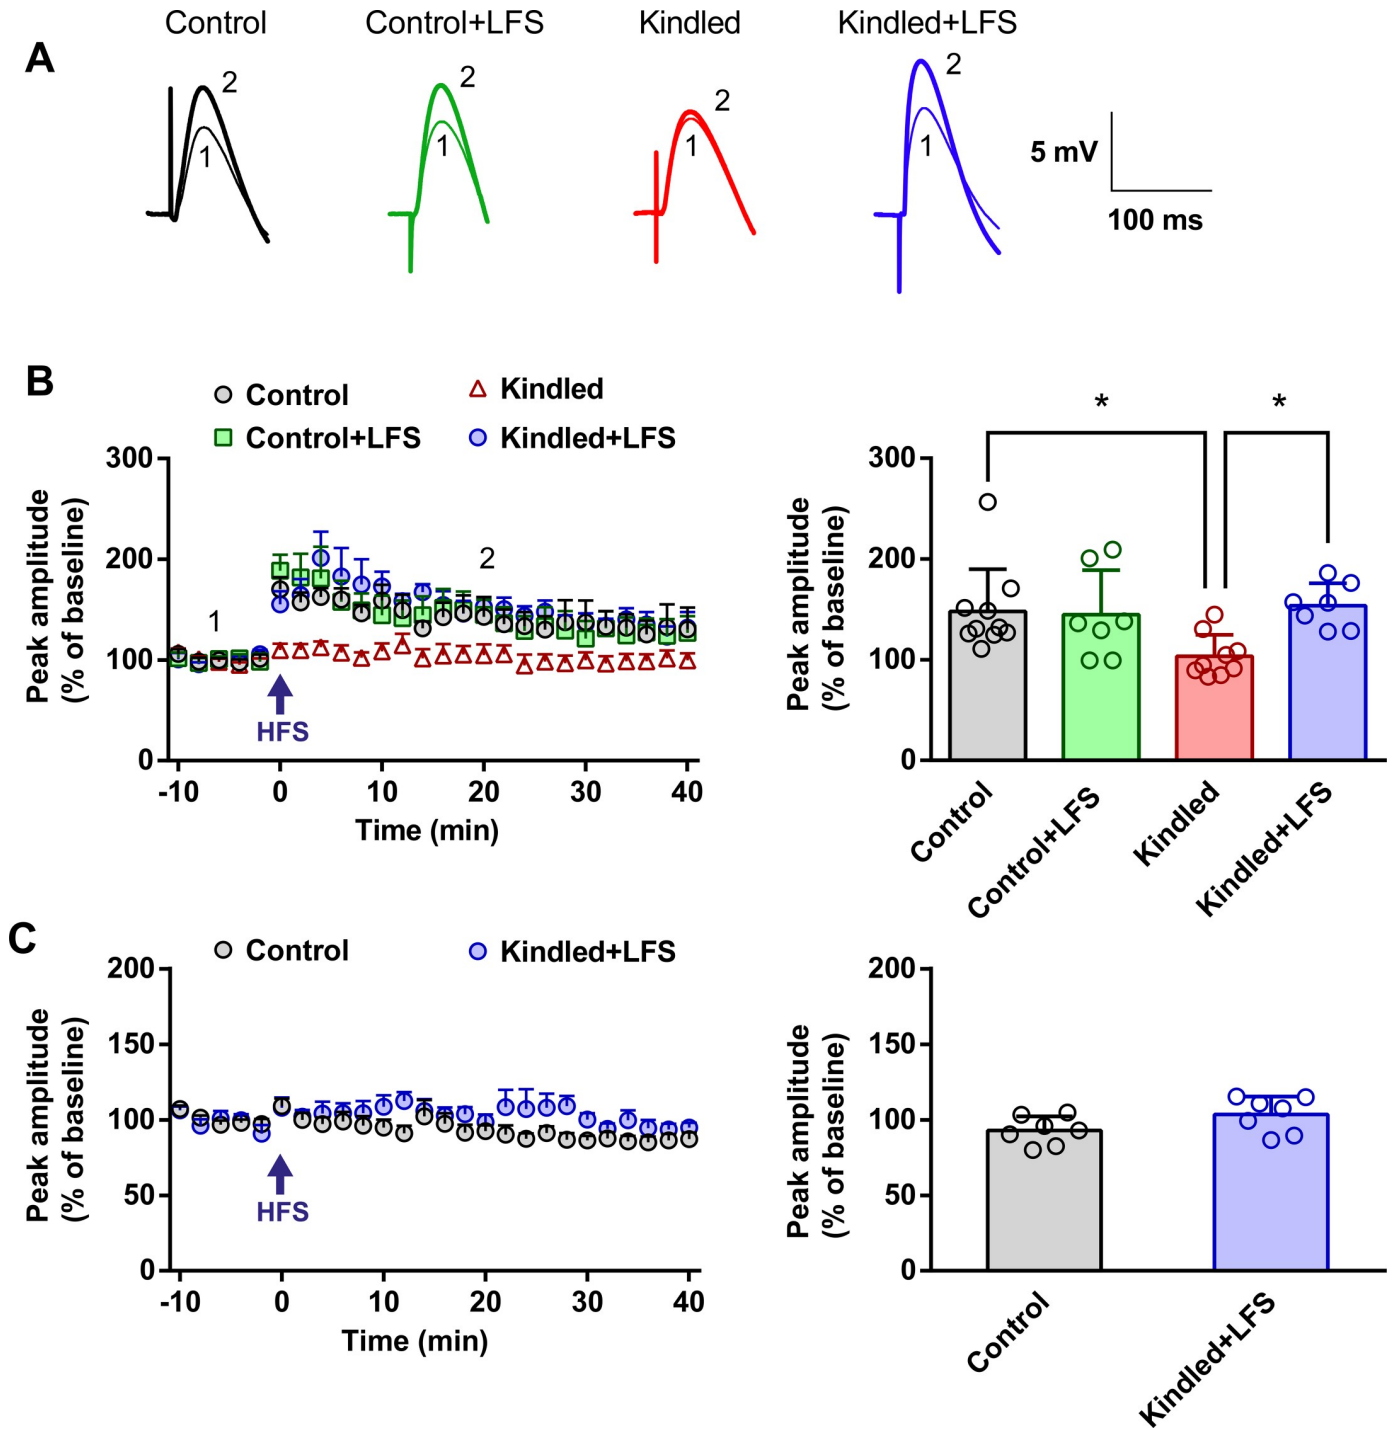 Control Control+LFS Kindled Kindled+LFS
A
2 2 2 2
1 1 1 1
5 mV
100 ms
B
Control Kindled
Control+LFS Kindled+LFS
Peak amplitude
(% of baseline)
300
200
100
0
1
2
HFS
-10 0 10 20 30 40
Time (min)
* *
Peak amplitude
(% of baseline)
300
200
100
0
Control
Control+LFS
Kindled
Kindled+LFS
C
Control Kindled+LFS
Peak amplitude
(% of baseline)
200
150
100
50
0
HFS
-10 0 10 20 30 40
Time (min)
Peak amplitude
(% of baseline)
200
150
100
50
0
Control
Kindled+LFS